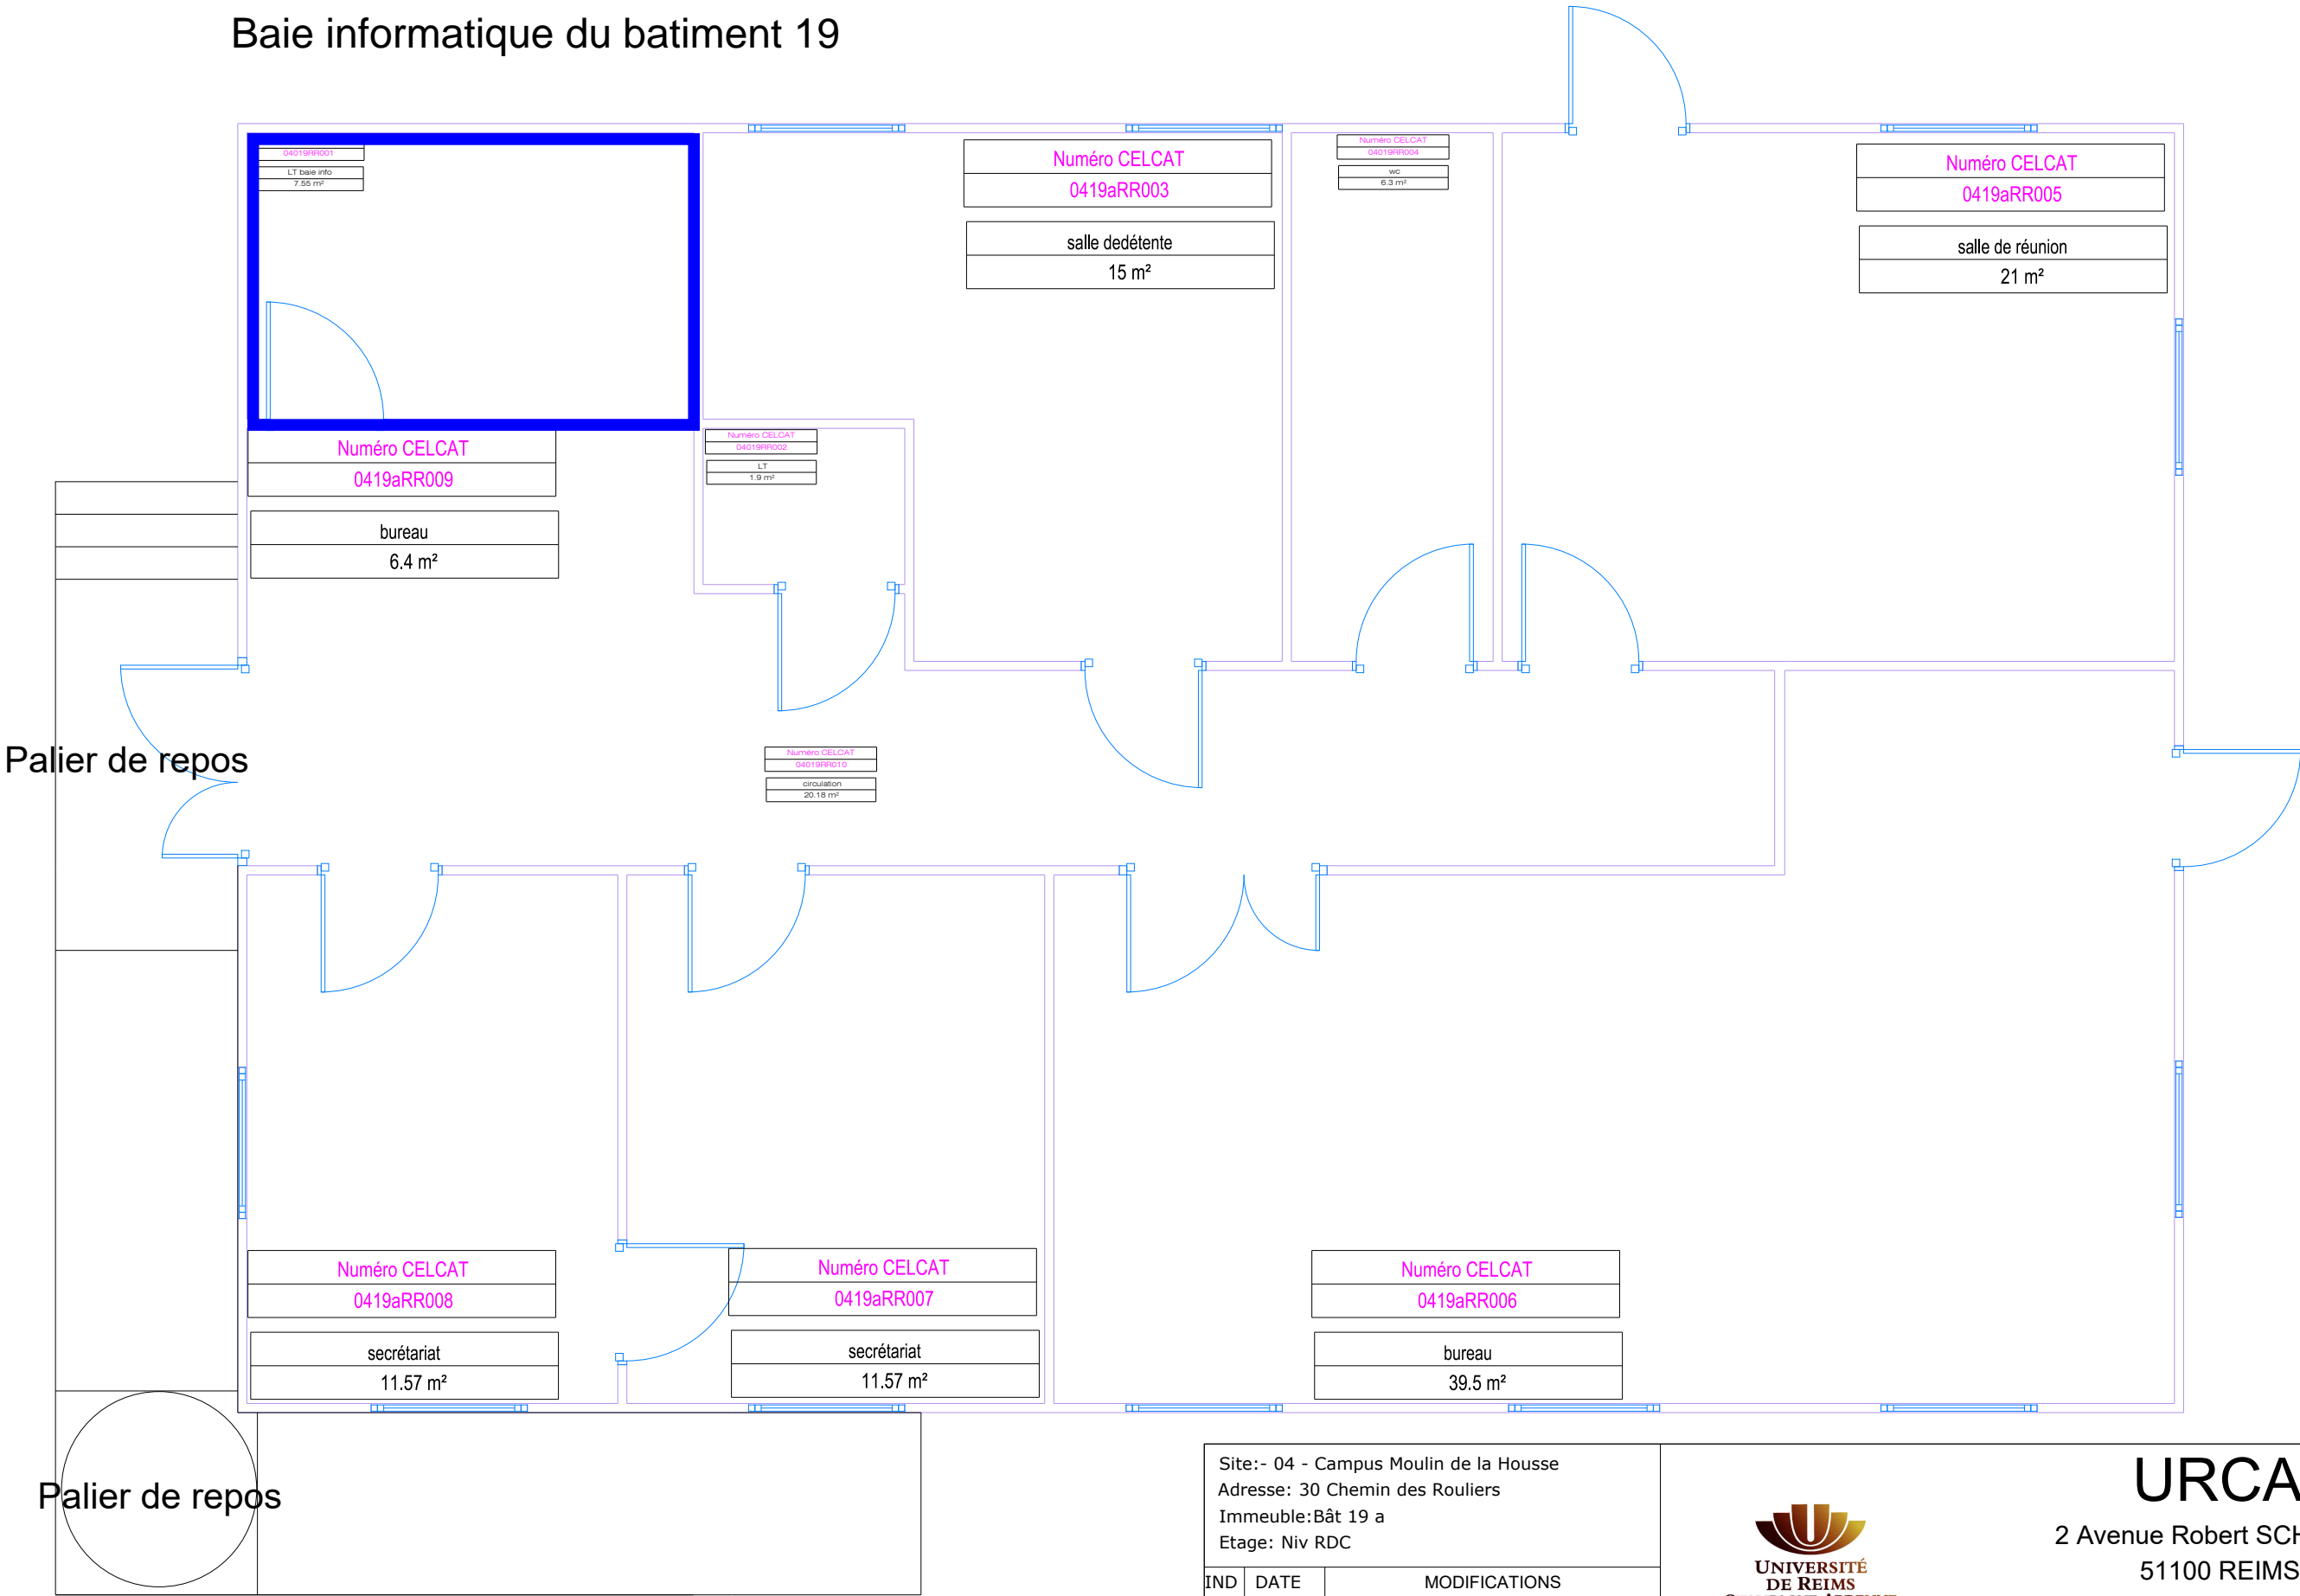 Baie informatique du batiment 19
04019RR001
LT baie info
7.55 m²
Numéro CELCAT
0419aRR003
salle dedétente
15 m²
Numéro CELCAT
04019RR004
wc
6.3 m²
Numéro CELCAT
0419aRR005
salle de réunion
21 m²
Numéro CELCAT
0419aRR009
bureau
6.4 m²
Numéro CELCAT
04019RR002
LT
1.9 m²
Palier de repos
Numéro CELCAT
04019RR010
circulation
20.18 m²
Numéro CELCAT
0419aRR008
secrétariat
11.57 m²
Numéro CELCAT
0419aRR007
secrétariat
11.57 m²
Numéro CELCAT
0419aRR006
bureau
39.5 m²
Palier de repos
Site:- 04 - Campus Moulin de la Housse
Adresse: 30 Chemin des Rouliers
Immeuble:Bât 19 a
Etage: Niv RDC
IND DATE MODIFICATIONS
UNIVERSITÉ
DE REIMS
URCA
2 Avenue Robert SCH
51100 REIMS